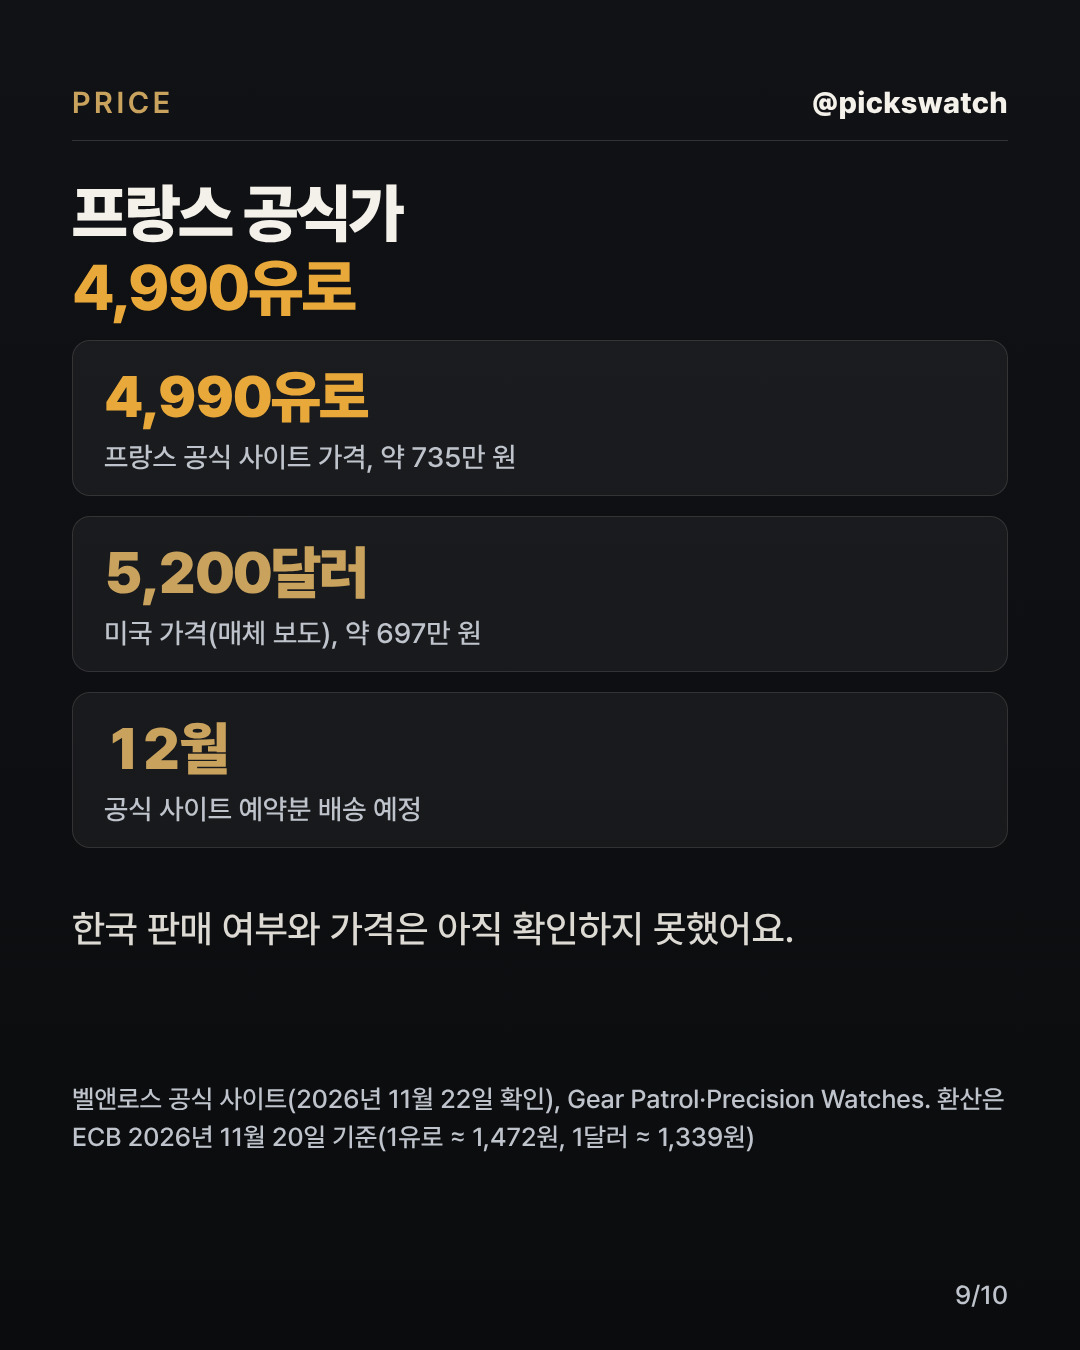 PRICE
@pickswatch
프랑스 공식가
4,990유로
4,990유로
프랑스 공식 사이트 가격, 약 735만 원
5,200달러
미국 가격(매체 보도), 약 697만 원
12월
공식 사이트 예약분 배송 예정
한국 판매 여부와 가격은 아직 확인하지 못했어요.
벨앤로스 공식 사이트(2026년 11월 22일 확인), Gear Patrol·Precision Watches. 환산은
ECB 2026년 11월 20일 기준(1유로 ≈ 1,472원, 1달러 ≈ 1,339원)
9/10